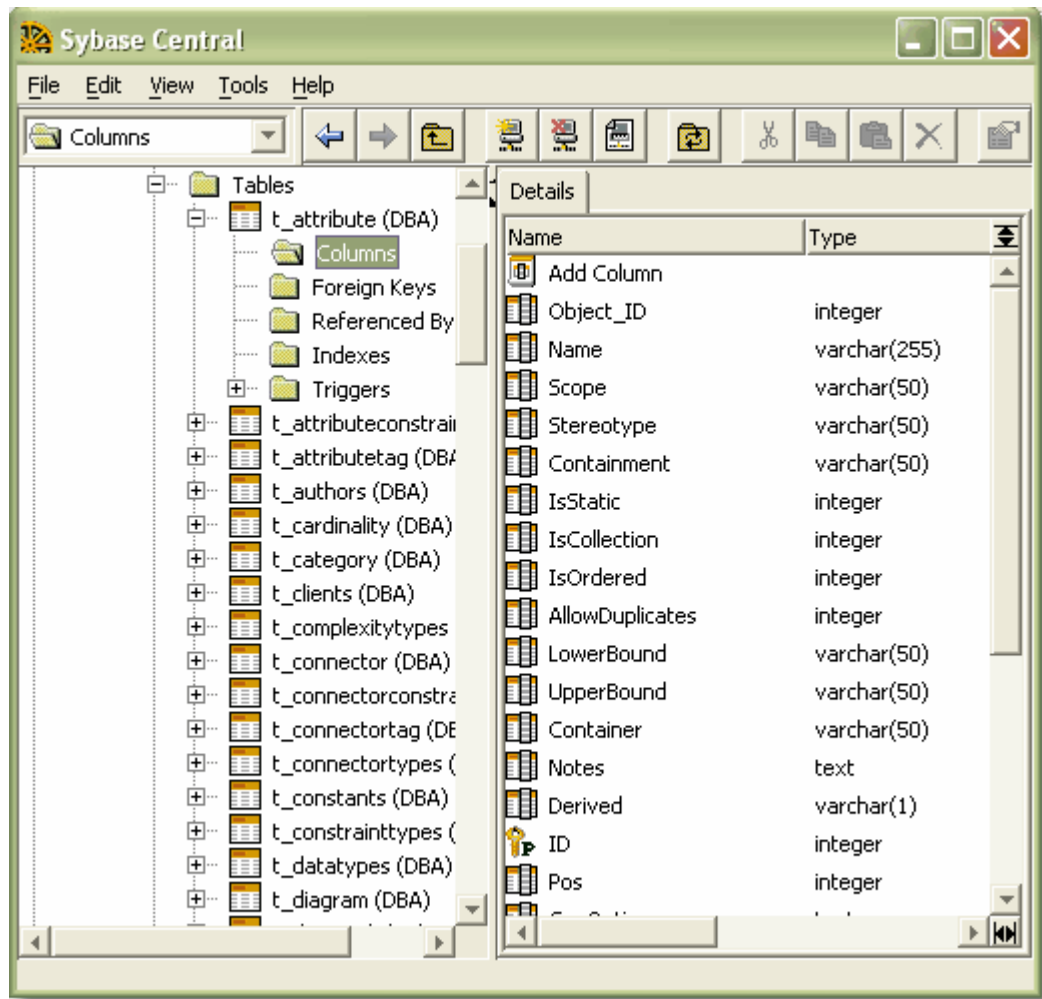 Sybase Central
File Edit View Tools Help
Columns
Tables
t_attribute (DBA)
Columns
Foreign Keys
Referenced By
Indexes
Triggers
t_attributeconstrai
t_attributetag (DBA
t_authors (DBA)
t_cardinality (DBA)
t_category (DBA)
t_clients (DBA)
t_complexitytypes
t_connector (DBA)
t_connectorconstra
t_connectortag (DB
t_connectortypes (
t_constants (DBA)
t_constrainttypes (
t_datatypes (DBA)
t_diagram (DBA)
Details
Name Type
Add Column
Object_ID integer
Name varchar(255)
Scope varchar(50)
Stereotype varchar(50)
Containment varchar(50)
IsStatic integer
IsCollection integer
IsOrdered integer
AllowDuplicates integer
LowerBound varchar(50)
UpperBound varchar(50)
Container varchar(50)
Notes text
Derived varchar(1)
P ID integer
Pos integer